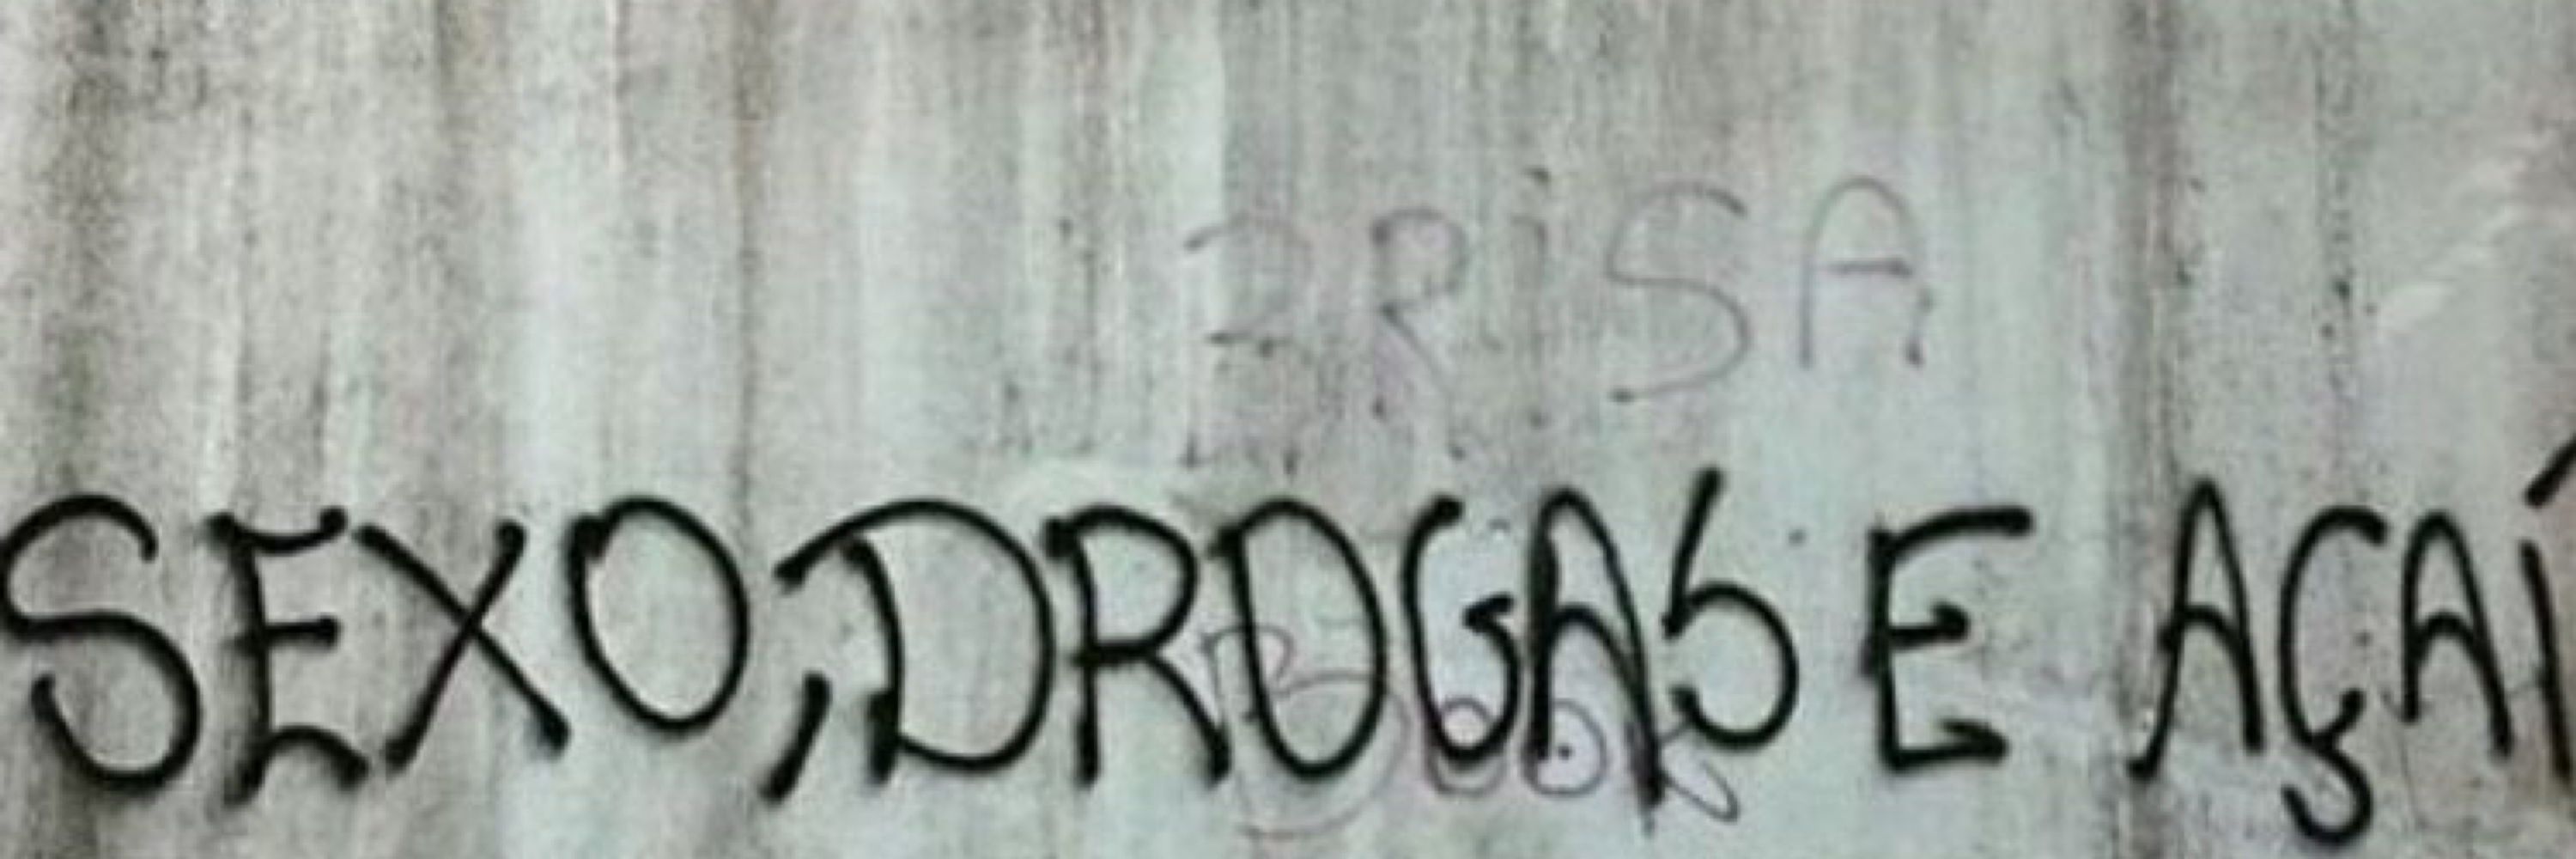 BRiSA
SEXO, DROGAS E AÇAÍ